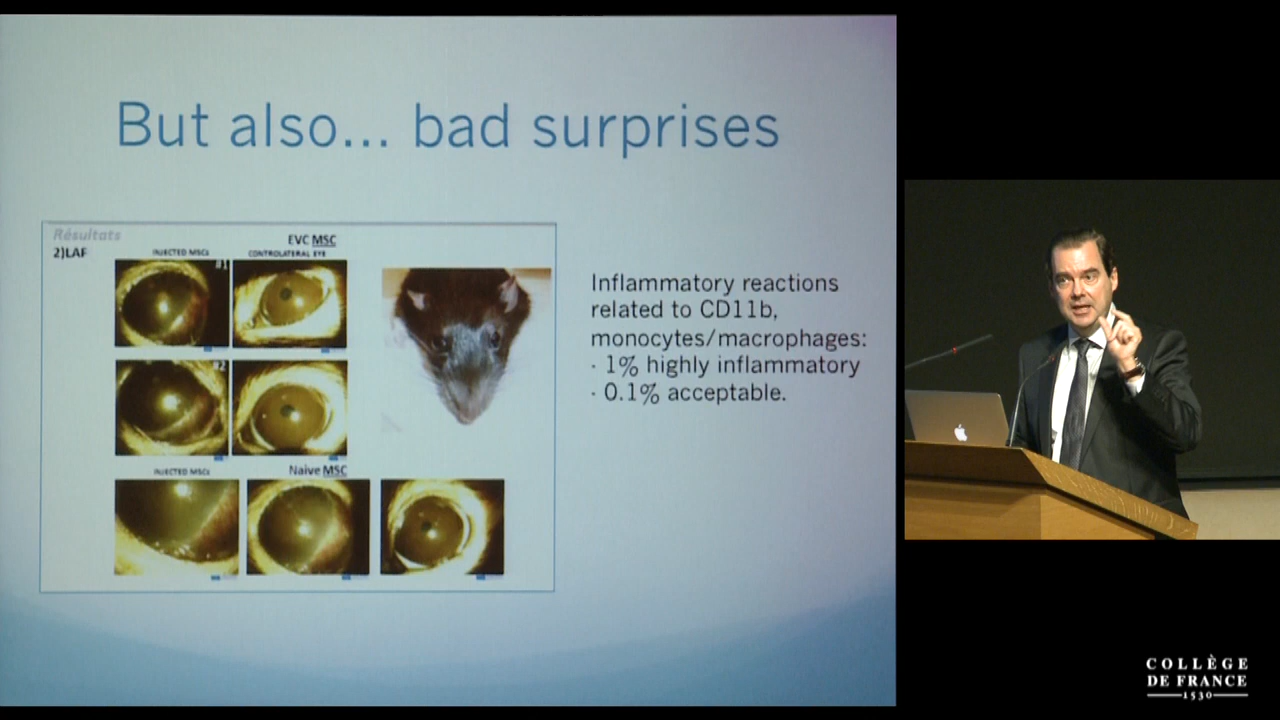 But also... bad surprises
Résultats
2)LAF
EVC MSC
INJECTED MSCs
CONTROLATERAL EYE
#1
#2
INJECTED MSCs
Naive MSC
Inflammatory reactions
related to CD11b,
monocytes/macrophages:
- 1% highly inflammatory
- 0.1% acceptable.
COLLÈGE
DE FRANCE
1530